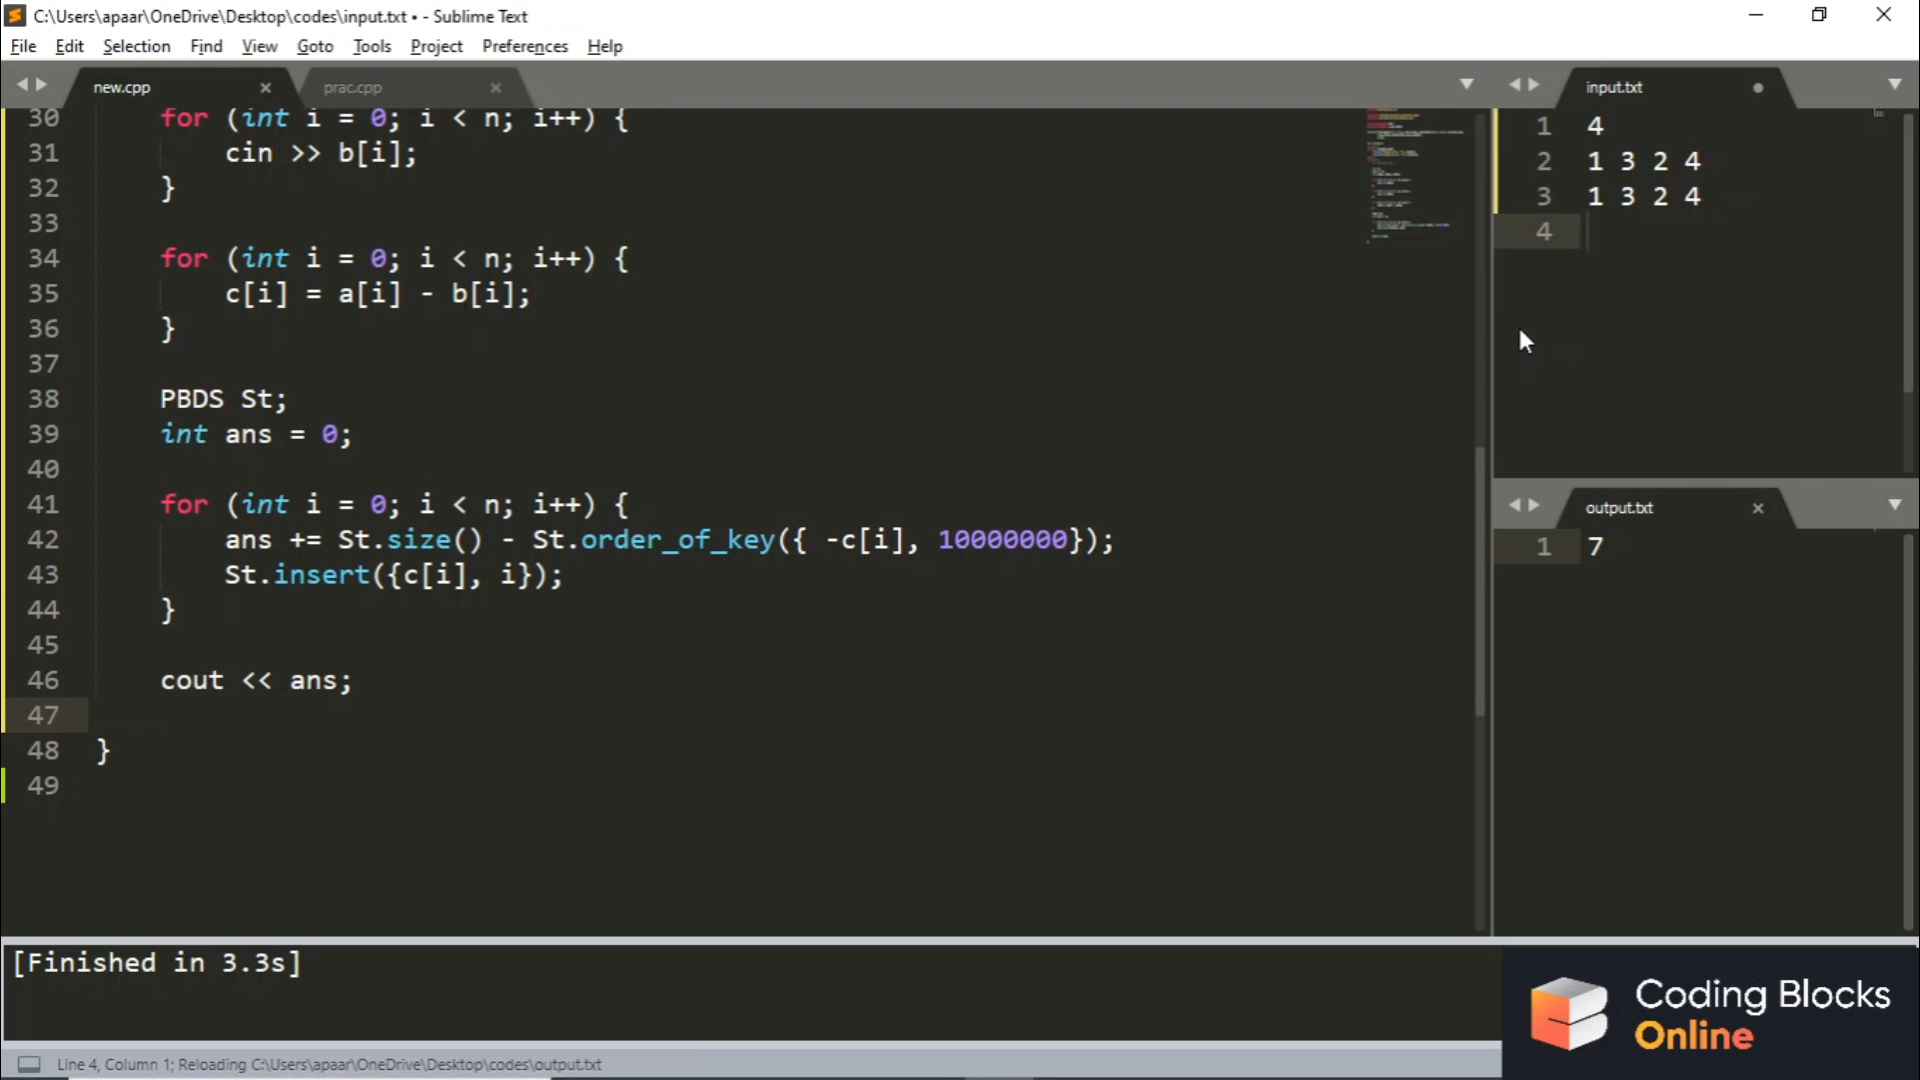 C:\Users\apaar\OneDrive\Desktop\codes\input.txt • - Sublime Text
File Edit Selection Find View Goto Tools Project Preferences Help
new.cpp × prac.cpp ×
30 for (int i = 0; i < n; i++) {
31 cin >> b[i];
32 }
33
34 for (int i = 0; i < n; i++) {
35 c[i] = a[i] - b[i];
36 }
37
38 PBDS St;
39 int ans = 0;
40
41 for (int i = 0; i < n; i++) {
42 ans += St.size() - St.order_of_key({ -c[i], 10000000});
43 St.insert({c[i], i});
44 }
45
46 cout << ans;
47
48 }
49
input.txt
1 4
2 1 3 2 4
3 1 3 2 4
4
output.txt ×
1 7
[Finished in 3.3s]
Coding Blocks
Online
Line 4, Column 1; Reloading C:\Users\apaar\OneDrive\Desktop\codes\output.txt